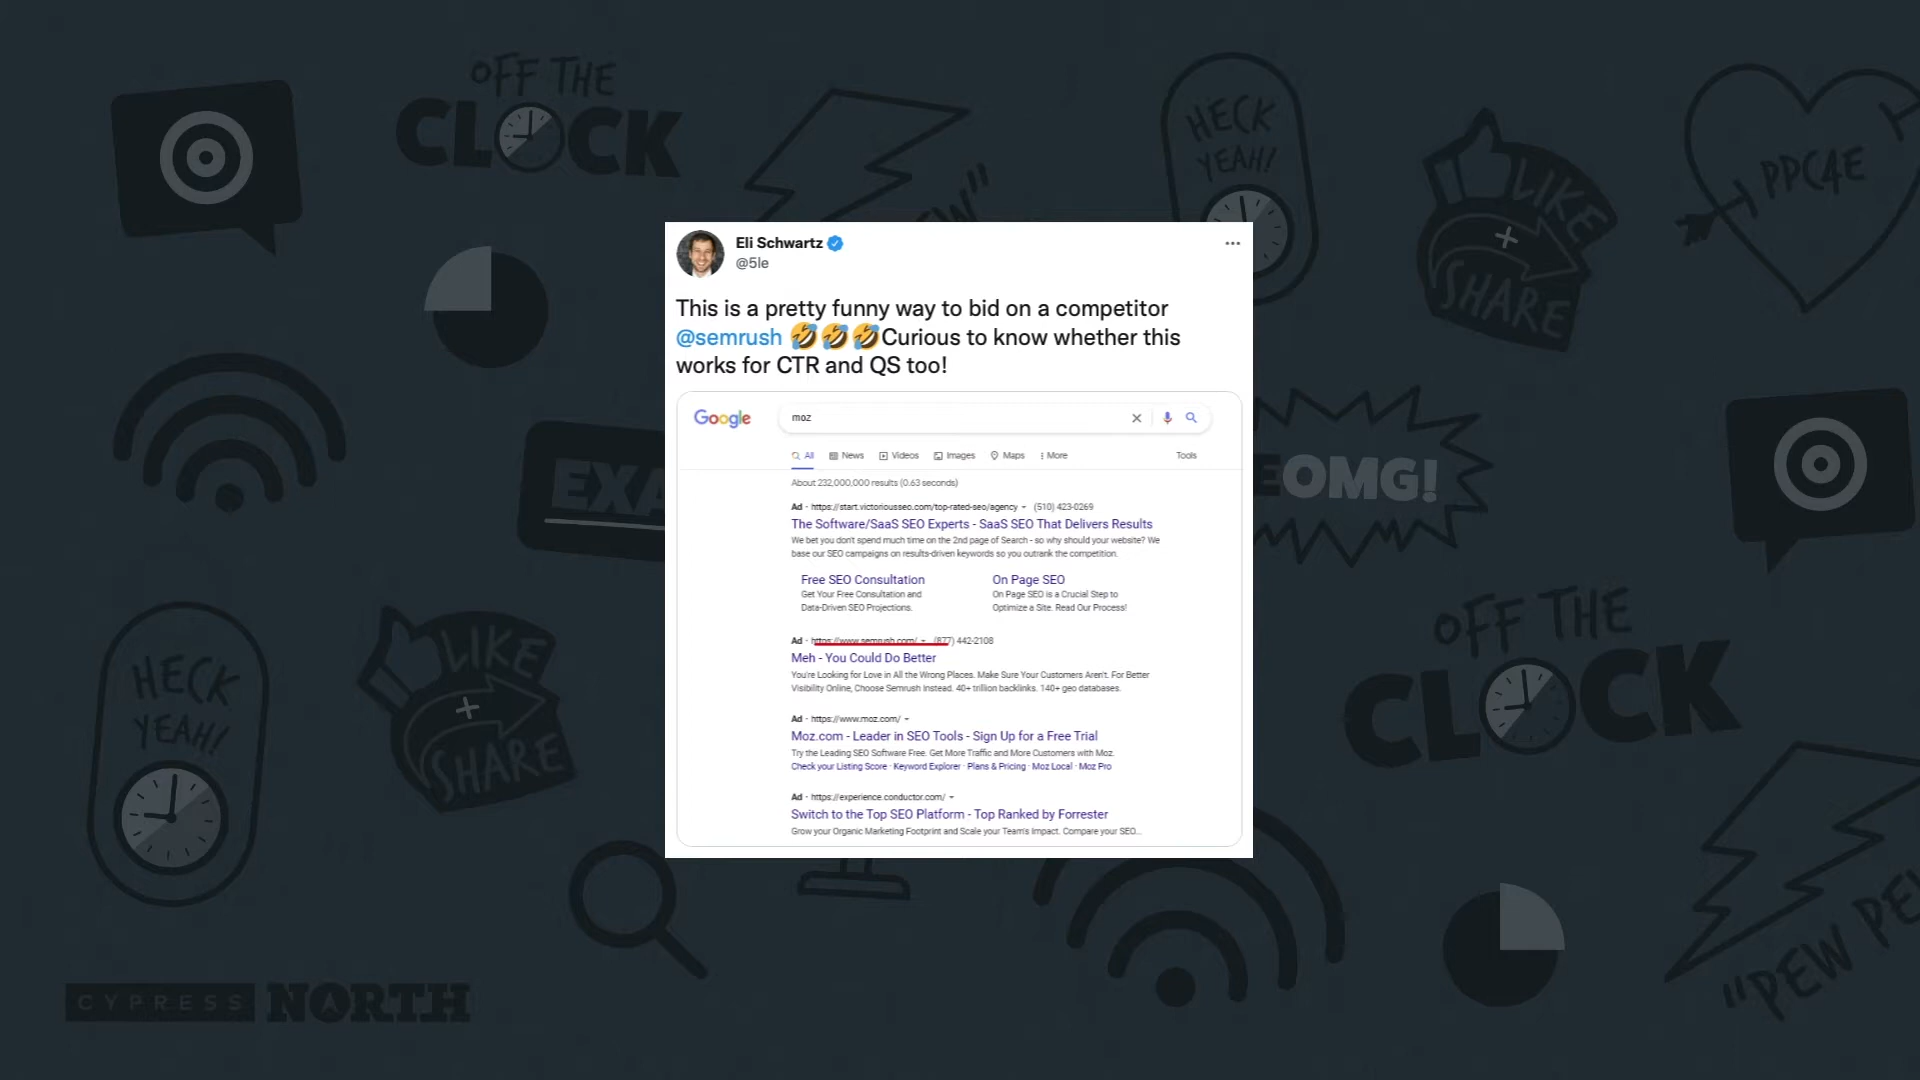 OFF THE
CLOCK
HECK
YEAH!
LIKE
+
SHARE
PPC4E
EOMG!
OFF THE
CLOCK
HECK
YEAH!
LIKE
+
SHARE
"PEW PE
CYPRESS NORTH
Eli Schwartz
@5le
This is a pretty funny way to bid on a competitor
@semrush 🤣🤣🤣Curious to know whether this
works for CTR and QS too!
Google
moz
All News Videos Images Maps More Tools
About 232,000,000 results (0.63 seconds)
Ad · https://start.victoriousseo.com/top-rated-seo/agency (510) 423-0269
The Software/SaaS SEO Experts - SaaS SEO That Delivers Results
We bet you don't spend much time on the 2nd page of Search - so why should your website? We
base our SEO campaigns on results-driven keywords so you outrank the competition.
Free SEO Consultation
Get Your Free Consultation and
Data-Driven SEO Projections.
On Page SEO
On Page SEO is a Crucial Step to
Optimize a Site. Read Our Process!
Ad · https://www.semrush.com/ (877) 442-2108
Meh - You Could Do Better
You're Looking for Love in All the Wrong Places. Make Sure Your Customers Aren't. For Better
Visibility Online, Choose Semrush Instead. 40+ trillion backlinks. 140+ geo databases.
Ad · https://www.moz.com/
Moz.com - Leader in SEO Tools - Sign Up for a Free Trial
Try the Leading SEO Software Free. Get More Traffic and More Customers with Moz.
Check your Listing Score · Keyword Explorer · Plans & Pricing · Moz Local · Moz Pro
Ad · https://experience.conductor.com/
Switch to the Top SEO Platform - Top Ranked by Forrester
Grow your Organic Marketing Footprint and Scale your Team's Impact. Compare your SEO...